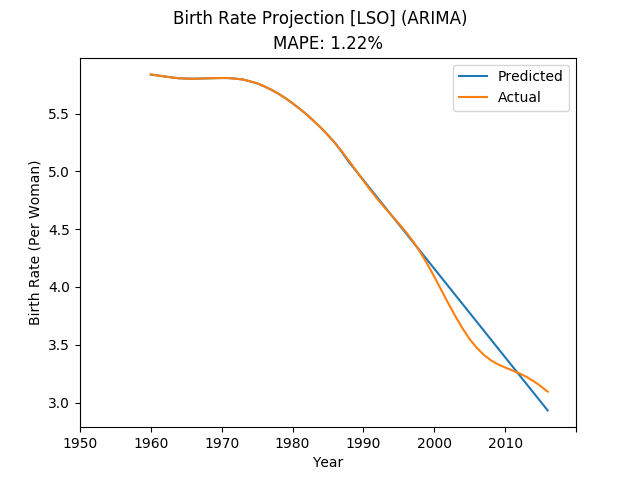 Birth Rate Projection [LSO] (ARIMA)
MAPE: 1.22%
Predicted
Actual
5.5
5.0
4.5
4.0
3.5
3.0
Birth Rate (Per Woman)
1950 1960 1970 1980 1990 2000 2010
Year